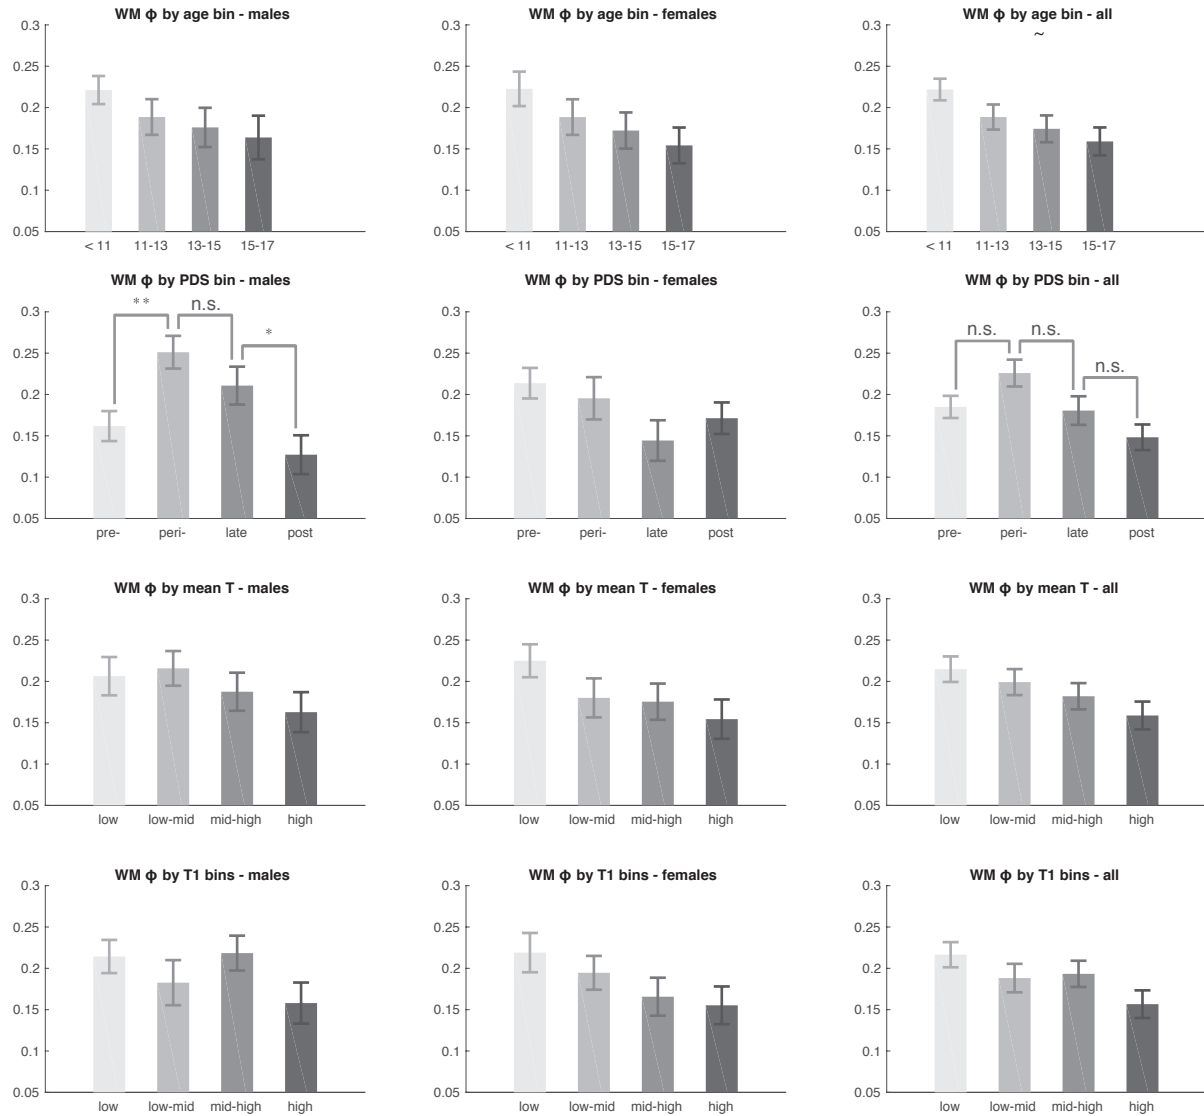 WM Φ by age bin - males
0.3
0.25
0.2
0.15
0.1
0.05
< 11 11-13 13-15 15-17
WM Φ by age bin - females
0.3
0.25
0.2
0.15
0.1
0.05
< 11 11-13 13-15 15-17
WM Φ by age bin - all
~
0.3
0.25
0.2
0.15
0.1
0.05
< 11 11-13 13-15 15-17
WM Φ by PDS bin - males
0.3
0.25
0.2
0.15
0.1
0.05
** n.s. *
pre- peri- late post
WM Φ by PDS bin - females
0.3
0.25
0.2
0.15
0.1
0.05
pre- peri- late post
WM Φ by PDS bin - all
0.3
0.25
0.2
0.15
0.1
0.05
n.s. n.s. n.s.
pre- peri- late post
WM Φ by mean T - males
0.3
0.25
0.2
0.15
0.1
0.05
low low-mid mid-high high
WM Φ by mean T - females
0.3
0.25
0.2
0.15
0.1
0.05
low low-mid mid-high high
WM Φ by mean T - all
0.3
0.25
0.2
0.15
0.1
0.05
low low-mid mid-high high
WM Φ by T1 bins - males
0.3
0.25
0.2
0.15
0.1
0.05
low low-mid mid-high high
WM Φ by T1 bins - females
0.3
0.25
0.2
0.15
0.1
0.05
low low-mid mid-high high
WM Φ by T1 bins - all
0.3
0.25
0.2
0.15
0.1
0.05
low low-mid mid-high high